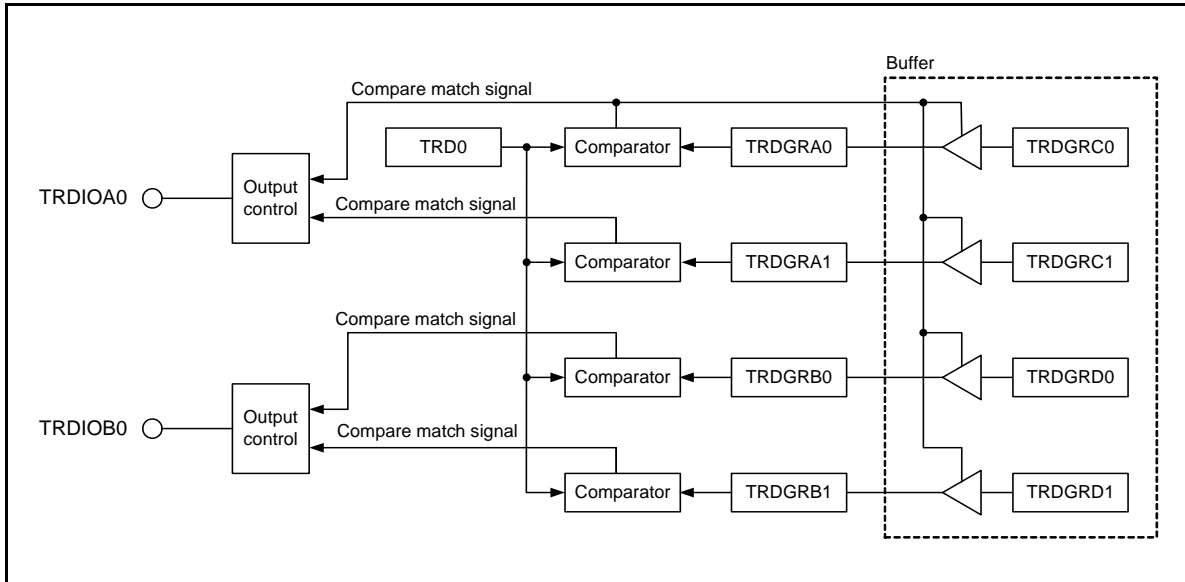 Buffer
Compare match signal
TRD0
Comparator
TRDGRA0
TRDGRC0
TRDIOA0
Output
control
Compare match signal
Comparator
TRDGRA1
TRDGRC1
Compare match signal
Comparator
TRDGRB0
TRDGRD0
TRDIOB0
Output
control
Compare match signal
Comparator
TRDGRB1
TRDGRD1